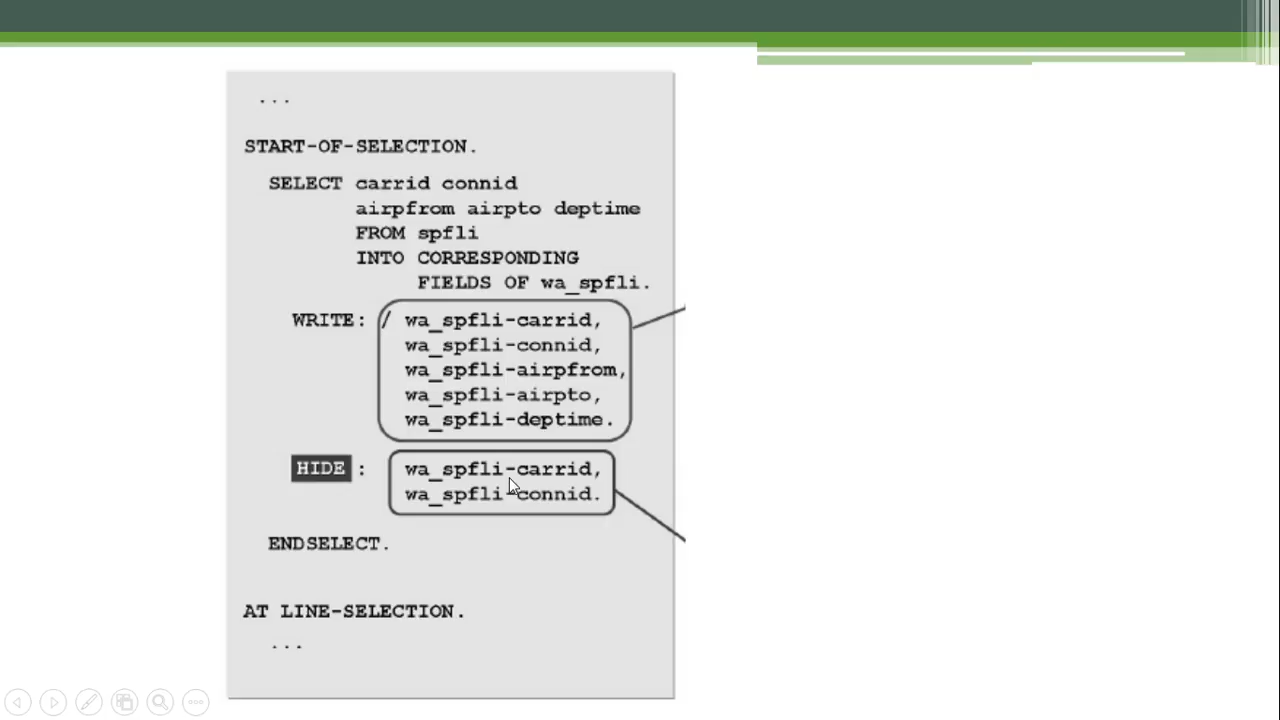 ...
START-OF-SELECTION.
SELECT carrid connid
airpfrom airpto deptime
FROM spfli
INTO CORRESPONDING
FIELDS OF wa_spfli.
WRITE: / wa_spfli-carrid,
wa_spfli-connid,
wa_spfli-airpfrom,
wa_spfli-airpto,
wa_spfli-deptime.
HIDE : wa_spfli-carrid,
wa_spfli-connid.
ENDSELECT.
AT LINE-SELECTION.
...